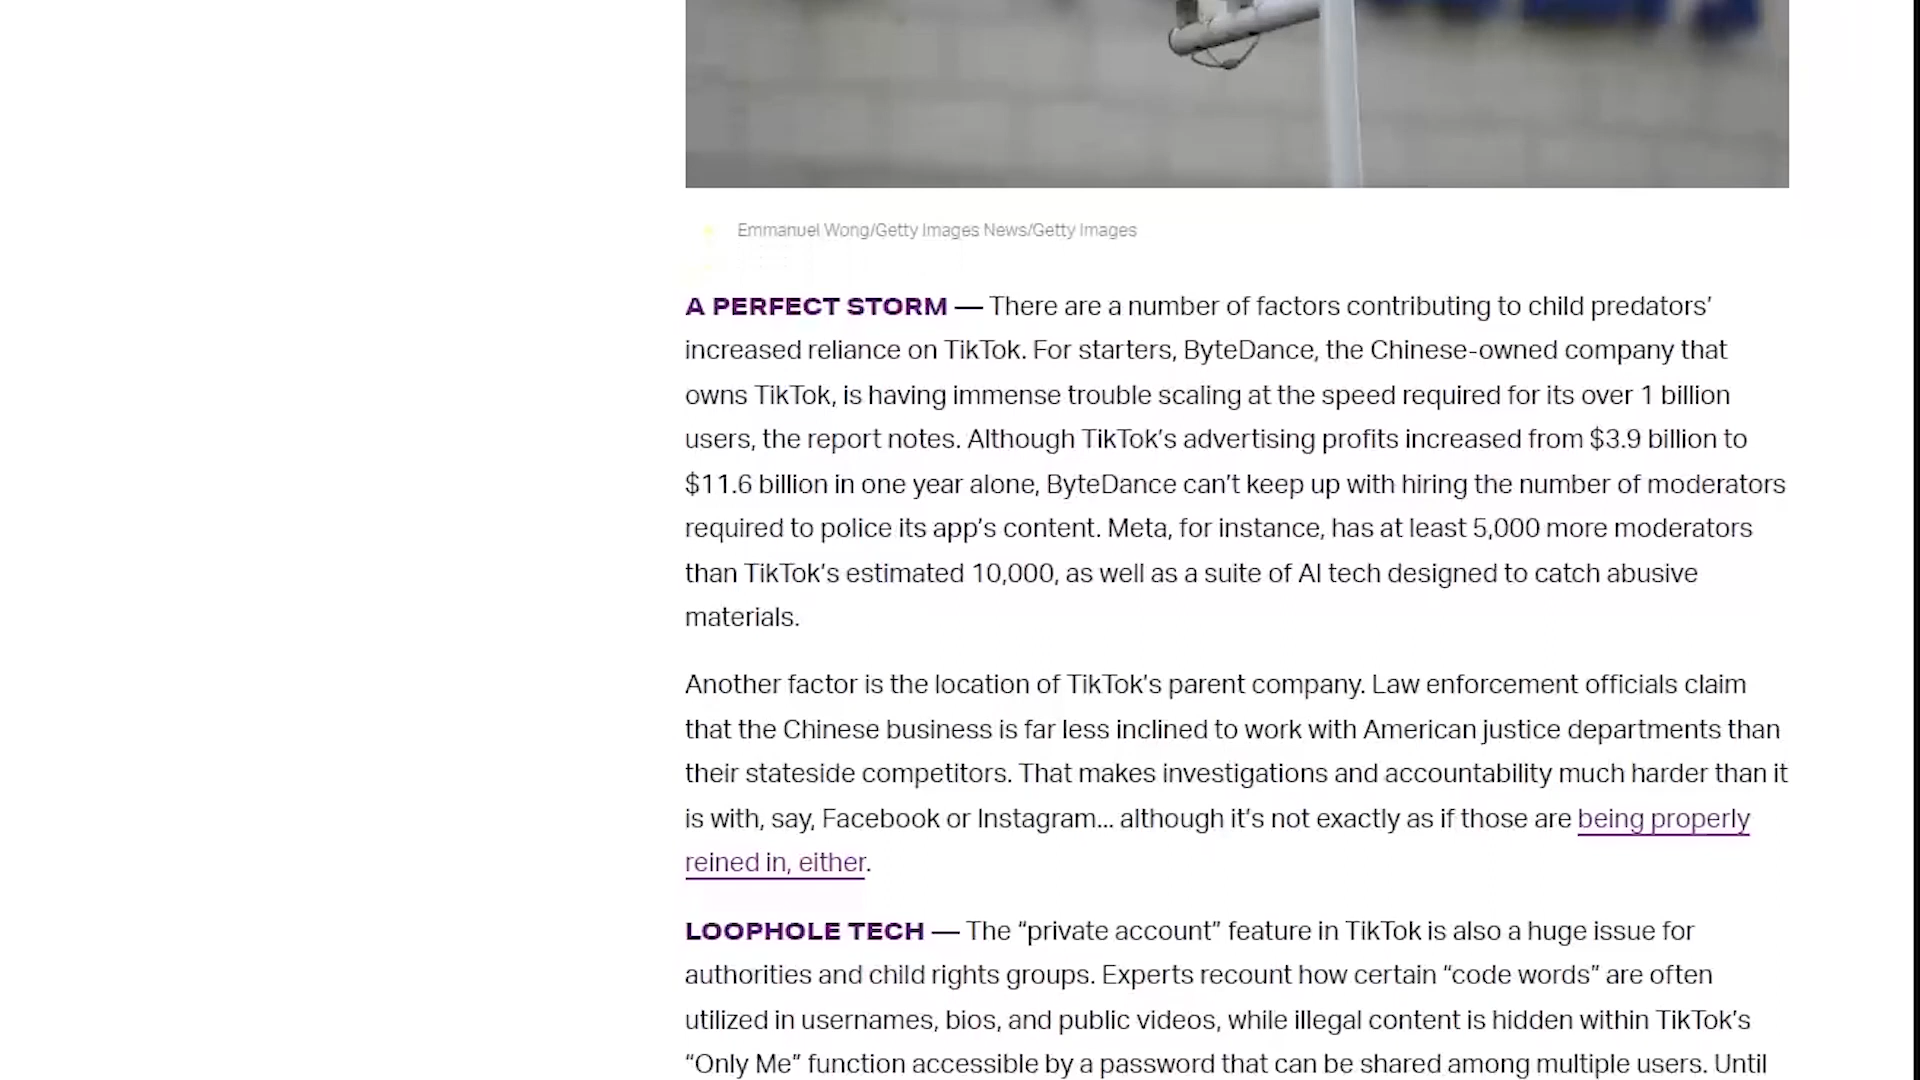 Emmanuel Wong/Getty Images News/Getty Images
A PERFECT STORM — There are a number of factors contributing to child predators’
increased reliance on TikTok. For starters, ByteDance, the Chinese-owned company that
owns TikTok, is having immense trouble scaling at the speed required for its over 1 billion
users, the report notes. Although TikTok’s advertising profits increased from $3.9 billion to
$11.6 billion in one year alone, ByteDance can’t keep up with hiring the number of moderators
required to police its app’s content. Meta, for instance, has at least 5,000 more moderators
than TikTok’s estimated 10,000, as well as a suite of AI tech designed to catch abusive
materials.
Another factor is the location of TikTok’s parent company. Law enforcement officials claim
that the Chinese business is far less inclined to work with American justice departments than
their stateside competitors. That makes investigations and accountability much harder than it
is with, say, Facebook or Instagram... although it’s not exactly as if those are being properly
reined in, either.
LOOPHOLE TECH — The “private account” feature in TikTok is also a huge issue for
authorities and child rights groups. Experts recount how certain “code words” are often
utilized in usernames, bios, and public videos, while illegal content is hidden within TikTok’s
“Only Me” function accessible by a password that can be shared among multiple users. Until